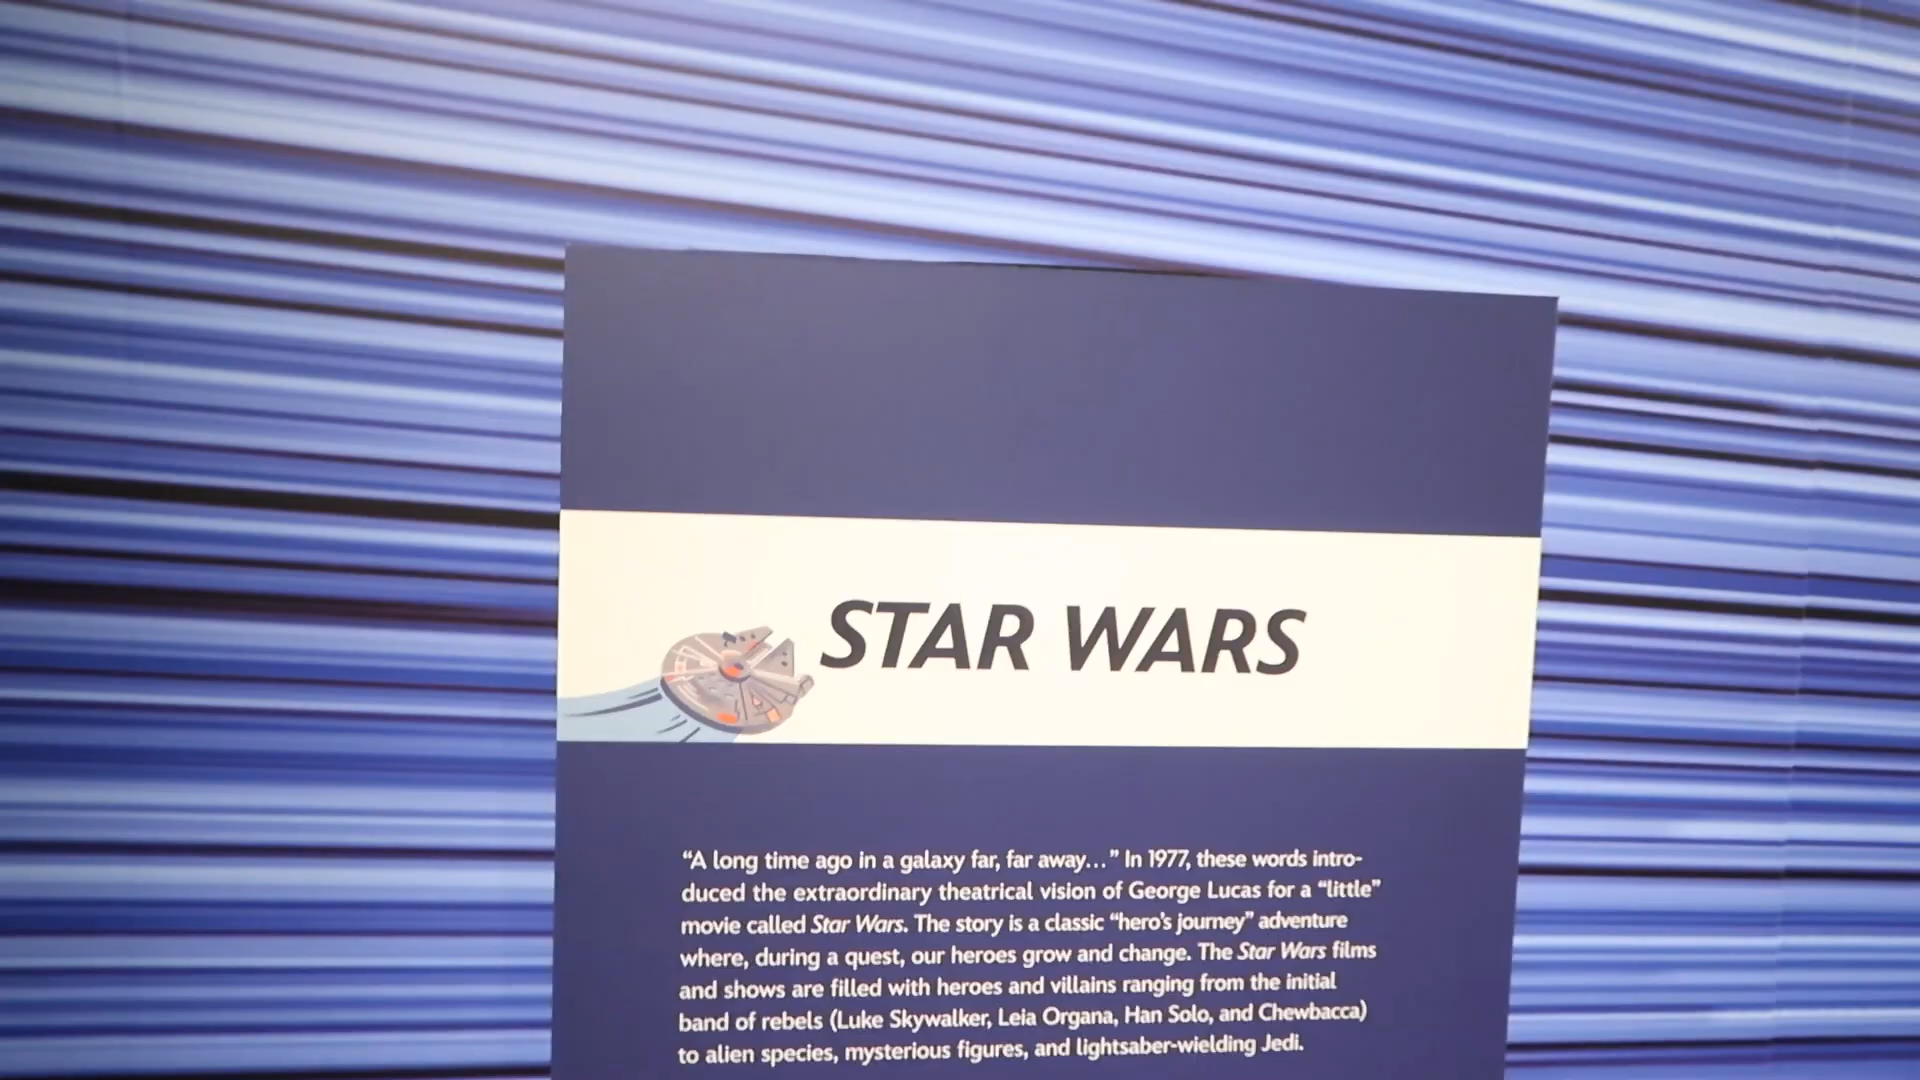 STAR WARS
“A long time ago in a galaxy far, far away…” In 1977, these words intro-
duced the extraordinary theatrical vision of George Lucas for a “little”
movie called Star Wars. The story is a classic “hero’s journey” adventure
where, during a quest, our heroes grow and change. The Star Wars films
and shows are filled with heroes and villains ranging from the initial
band of rebels (Luke Skywalker, Leia Organa, Han Solo, and Chewbacca)
to alien species, mysterious figures, and lightsaber-wielding Jedi.